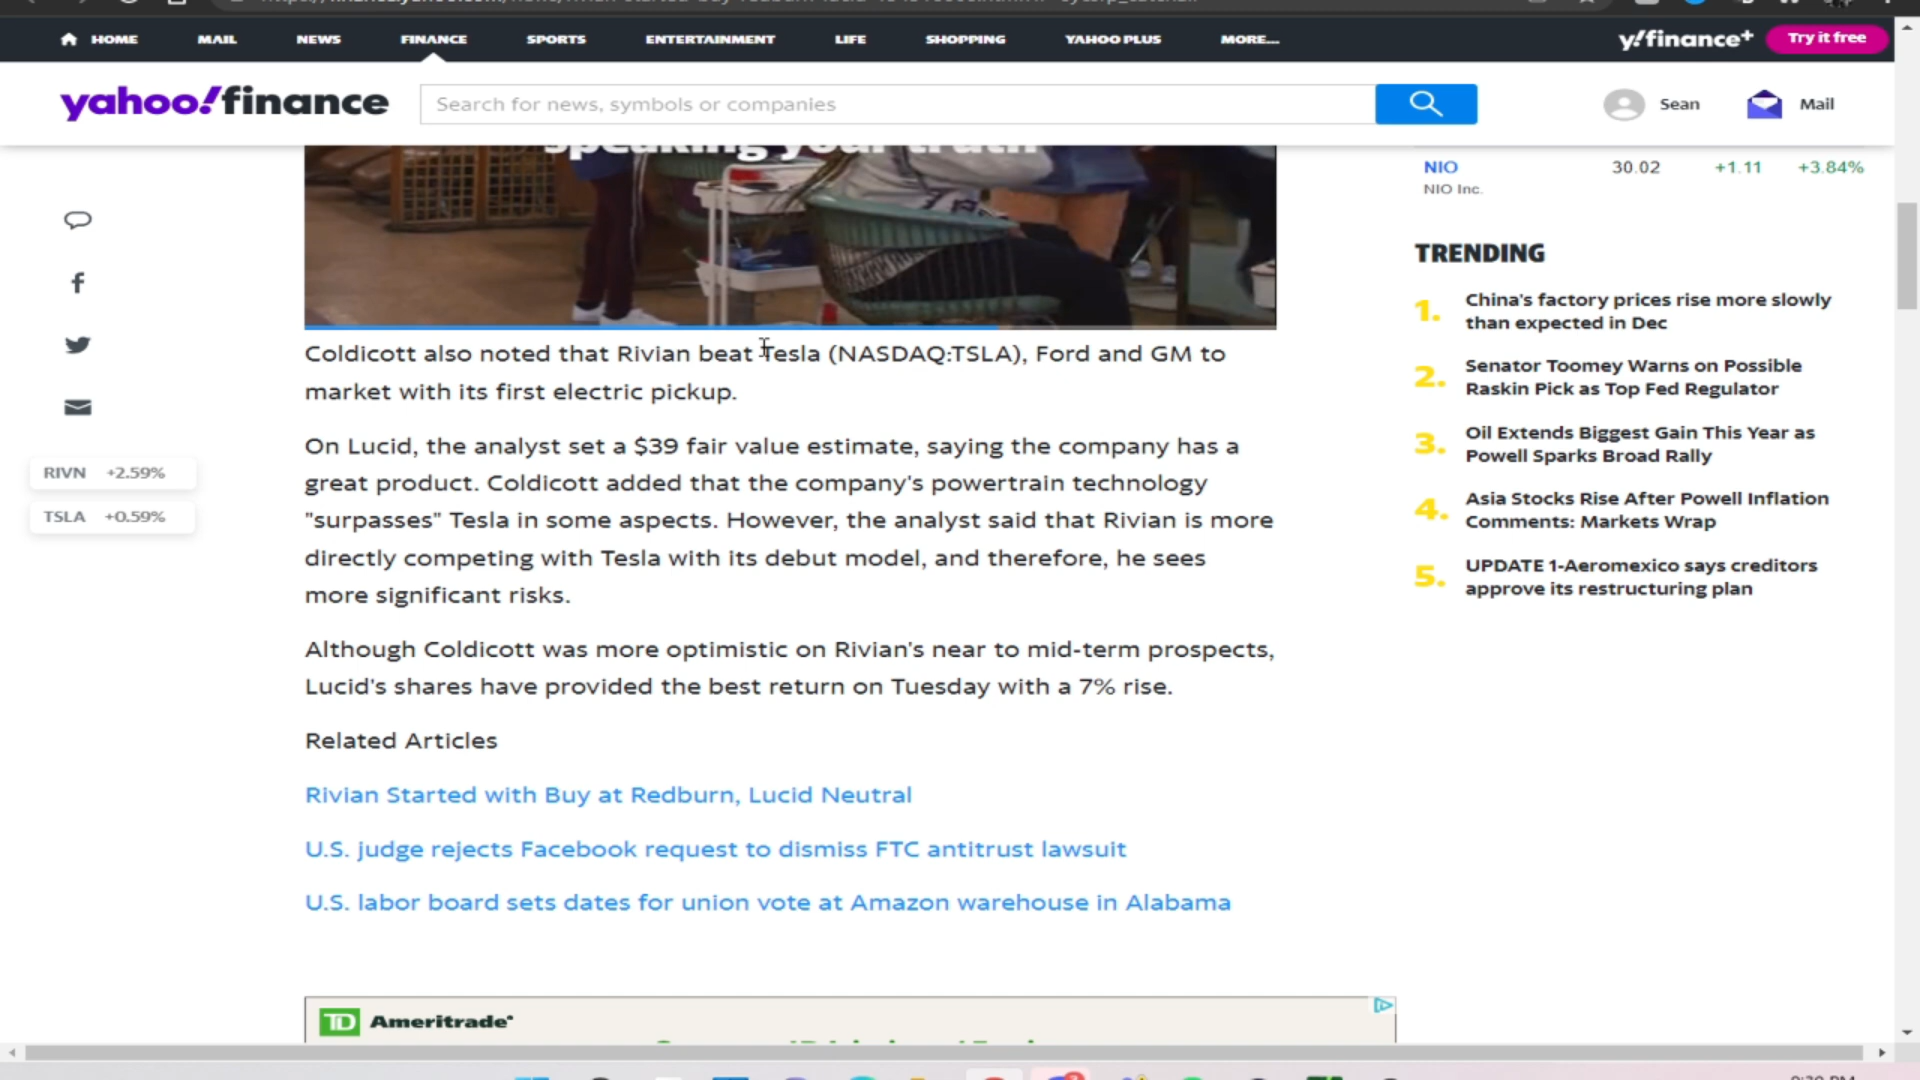 HOME MAIL NEWS FINANCE SPORTS ENTERTAINMENT LIFE SHOPPING YAHOO PLUS MORE... y!finance+ Try it free
yahoo!finance Search for news, symbols or companies Sean Mail
speaking your truth
NIO 30.02 +1.11 +3.84%
NIO Inc.
RIVN +2.59%
TSLA +0.59%
Coldicott also noted that Rivian beat Tesla (NASDAQ:TSLA), Ford and GM to
market with its first electric pickup.
On Lucid, the analyst set a $39 fair value estimate, saying the company has a
great product. Coldicott added that the company's powertrain technology
"surpasses" Tesla in some aspects. However, the analyst said that Rivian is more
directly competing with Tesla with its debut model, and therefore, he sees
more significant risks.
Although Coldicott was more optimistic on Rivian's near to mid-term prospects,
Lucid's shares have provided the best return on Tuesday with a 7% rise.
Related Articles
Rivian Started with Buy at Redburn, Lucid Neutral
U.S. judge rejects Facebook request to dismiss FTC antitrust lawsuit
U.S. labor board sets dates for union vote at Amazon warehouse in Alabama
TRENDING
1. China's factory prices rise more slowly
than expected in Dec
2. Senator Toomey Warns on Possible
Raskin Pick as Top Fed Regulator
3. Oil Extends Biggest Gain This Year as
Powell Sparks Broad Rally
4. Asia Stocks Rise After Powell Inflation
Comments: Markets Wrap
5. UPDATE 1-Aeromexico says creditors
approve its restructuring plan
TD Ameritrade